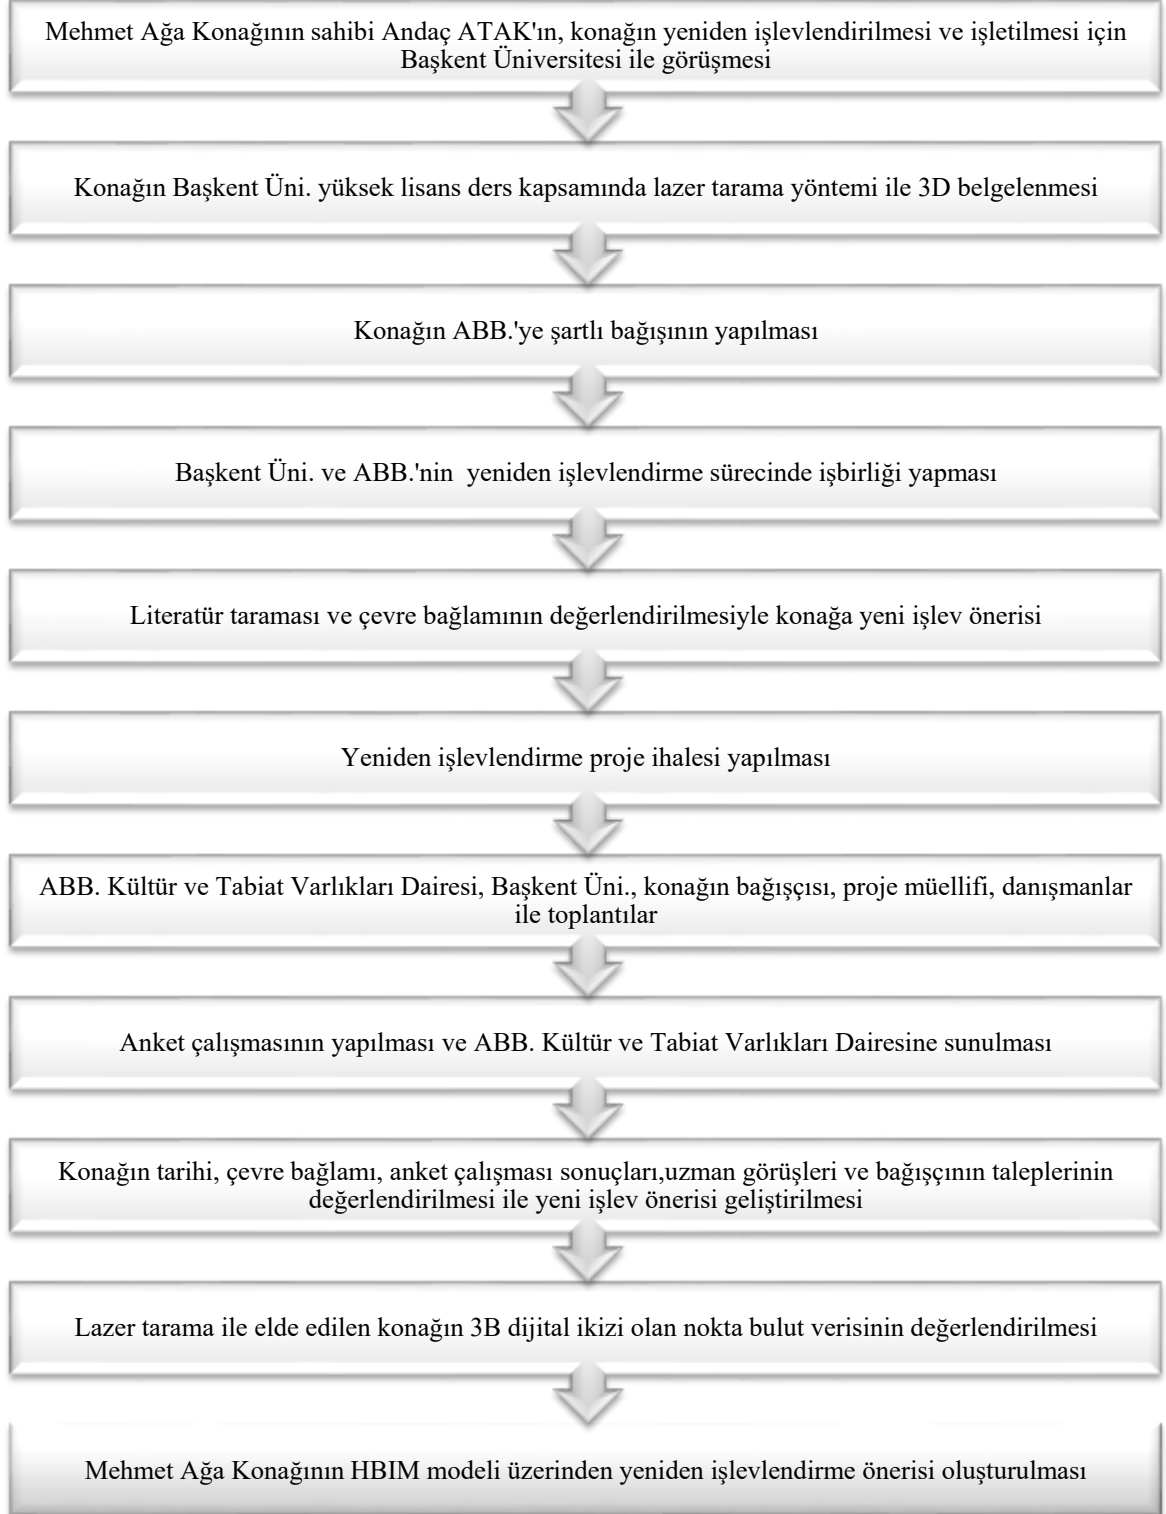 Mehmet Ağa Konağının sahibi Andaç ATAK'ın, konağın yeniden işlevlendirilmesi ve işletilmesi için
Başkent Üniversitesi ile görüşmesi
Konağın Başkent Üni. yüksek lisans ders kapsamında lazer tarama yöntemi ile 3D belgelenmesi
Konağın ABB.'ye şartlı bağışının yapılması
Başkent Üni. ve ABB.'nin  yeniden işlevlendirme sürecinde işbirliği yapması
Literatür taraması ve çevre bağlamının değerlendirilmesiyle konağa yeni işlev önerisi
Yeniden işlevlendirme proje ihalesi yapılması
ABB. Kültür ve Tabiat Varlıkları Dairesi, Başkent Üni., konağın bağışçısı, proje müellifi, danışmanlar
ile toplantılar
Anket çalışmasının yapılması ve ABB. Kültür ve Tabiat Varlıkları Dairesine sunulması
Konağın tarihi, çevre bağlamı, anket çalışması sonuçları,uzman görüşleri ve bağışçının taleplerinin
değerlendirilmesi ile yeni işlev önerisi geliştirilmesi
Lazer tarama ile elde edilen konağın 3B dijital ikizi olan nokta bulut verisinin değerlendirilmesi
Mehmet Ağa Konağının HBIM modeli üzerinden yeniden işlevlendirme önerisi oluşturulması